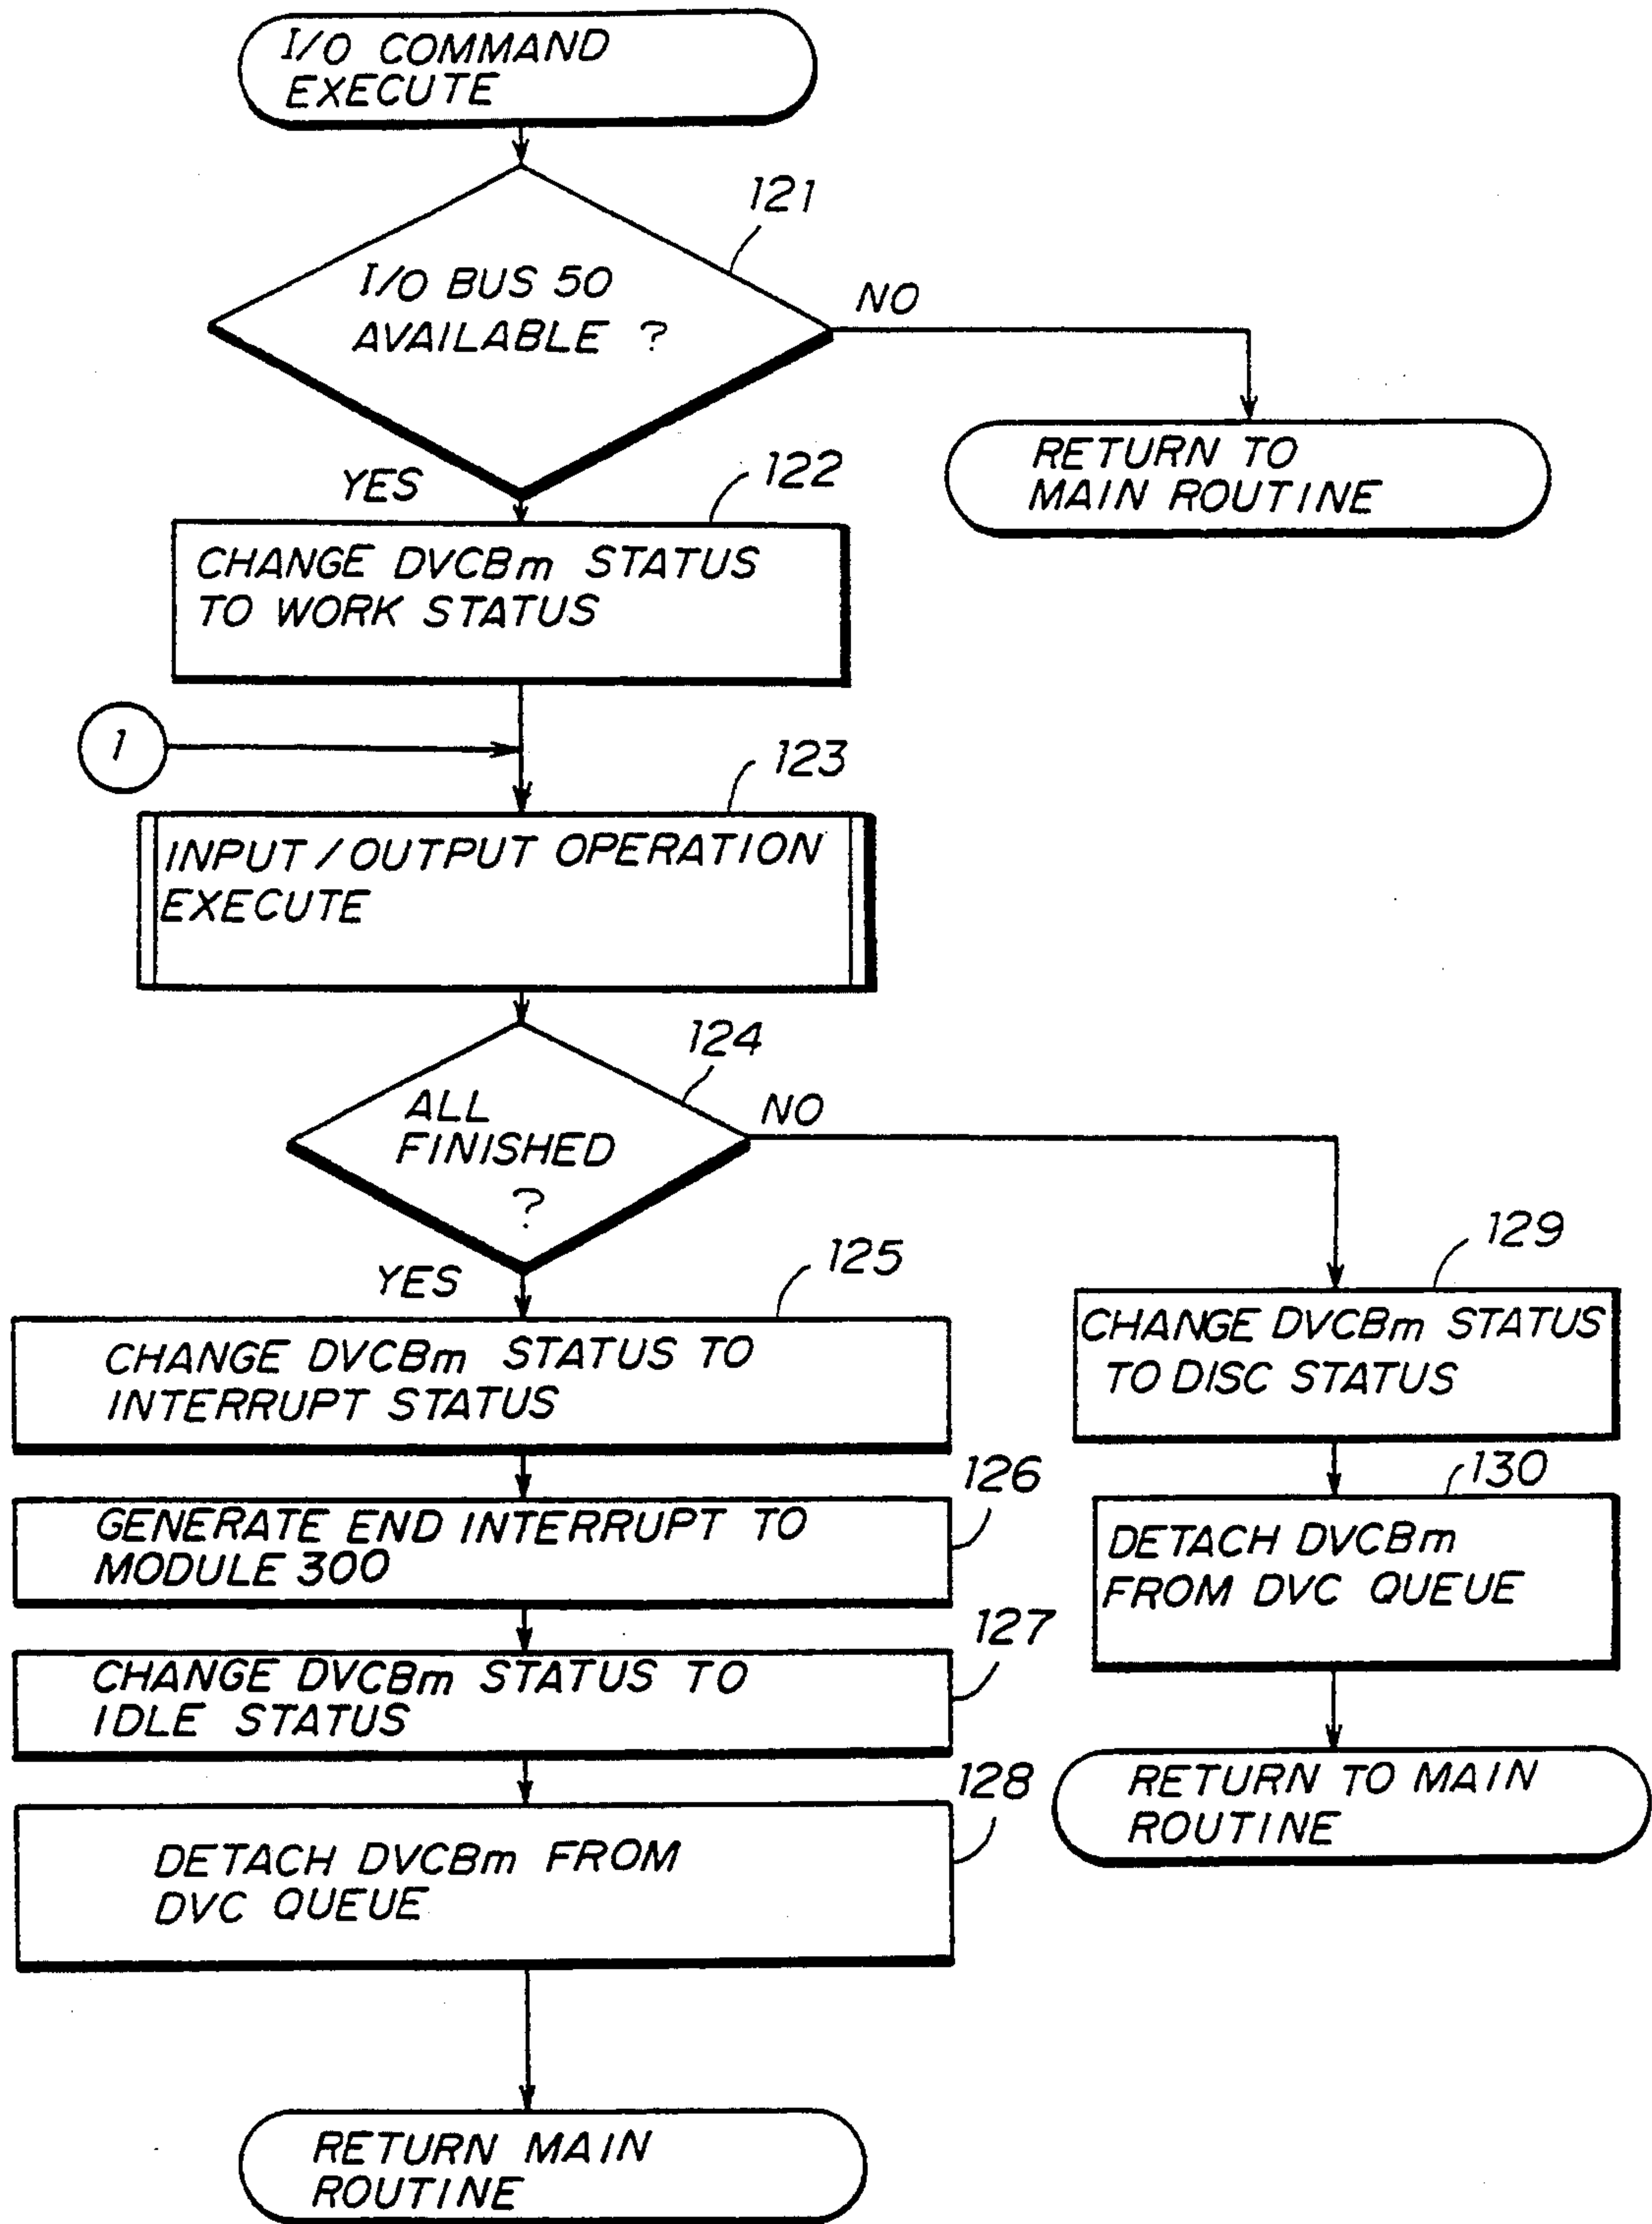 I/O COMMAND
EXECUTE
121
I/O BUS 50
AVAILABLE ?
NO
RETURN TO
MAIN ROUTINE
YES
122
CHANGE DVCBm STATUS
TO WORK STATUS
1
123
INPUT/OUTPUT OPERATION
EXECUTE
124
ALL
FINISHED
?
NO
YES
125
CHANGE DVCBm STATUS TO
INTERRUPT STATUS
126
GENERATE END INTERRUPT TO
MODULE 300
127
CHANGE DVCBm STATUS TO
IDLE STATUS
128
DETACH DVCBm FROM
DVC QUEUE
RETURN MAIN
ROUTINE
129
CHANGE DVCBm STATUS
TO DISC STATUS
130
DETACH DVCBm
FROM DVC QUEUE
RETURN TO MAIN
ROUTINE